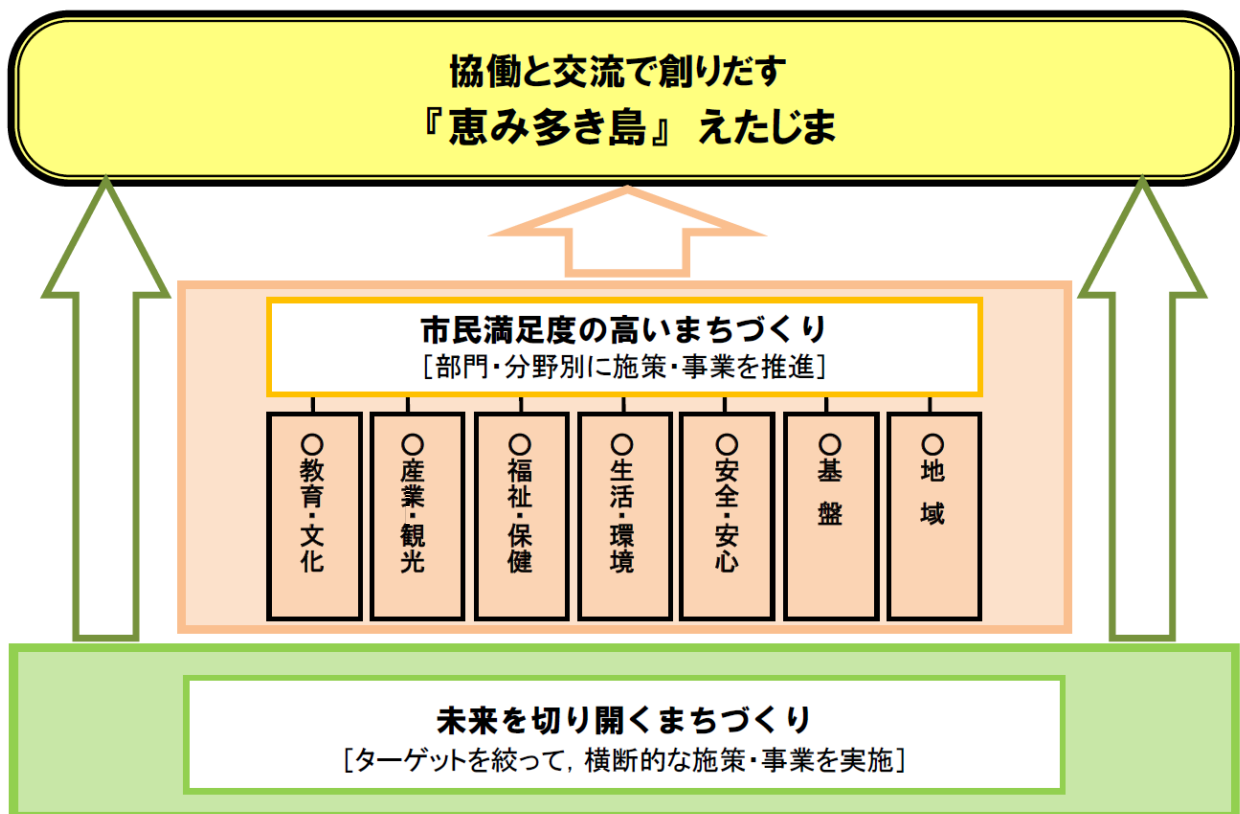 協働と交流で創りだす
『恵み多き島』 えたじま
市民満足度の高いまちづくり
［部門・分野別に施策・事業を推進］
○教育・文化
○産業・観光
○福祉・保健
○生活・環境
○安全・安心
○基 盤
○地 域
未来を切り開くまちづくり
［ターゲットを絞って，横断的な施策・事業を実施］